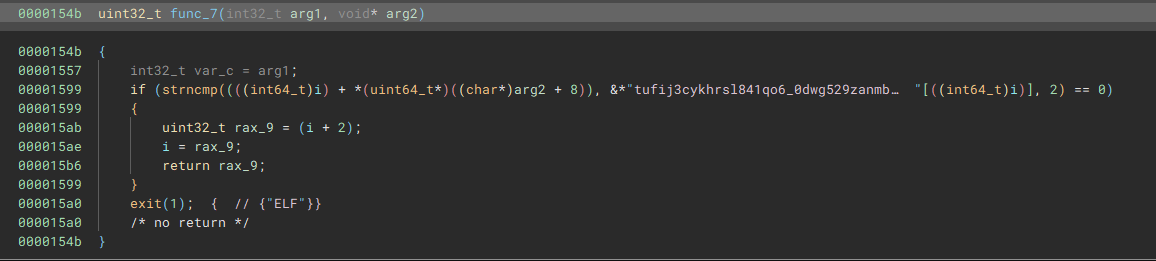 0000154b uint32_t func_7(int32_t arg1, void* arg2)
0000154b {
00001557 int32_t var_c = arg1;
00001599 if (strncmp((((int64_t)i) + *(uint64_t*)((char*)arg2 + 8)), &*"tufij3cykhrsl841qo6_0dwg529zanmb… "[((int64_t)i)], 2) == 0)
00001599 {
000015ab uint32_t rax_9 = (i + 2);
000015ae i = rax_9;
000015b6 return rax_9;
00001599 }
000015a0 exit(1); { // {"ELF"}}
000015a0 /* no return */
0000154b }